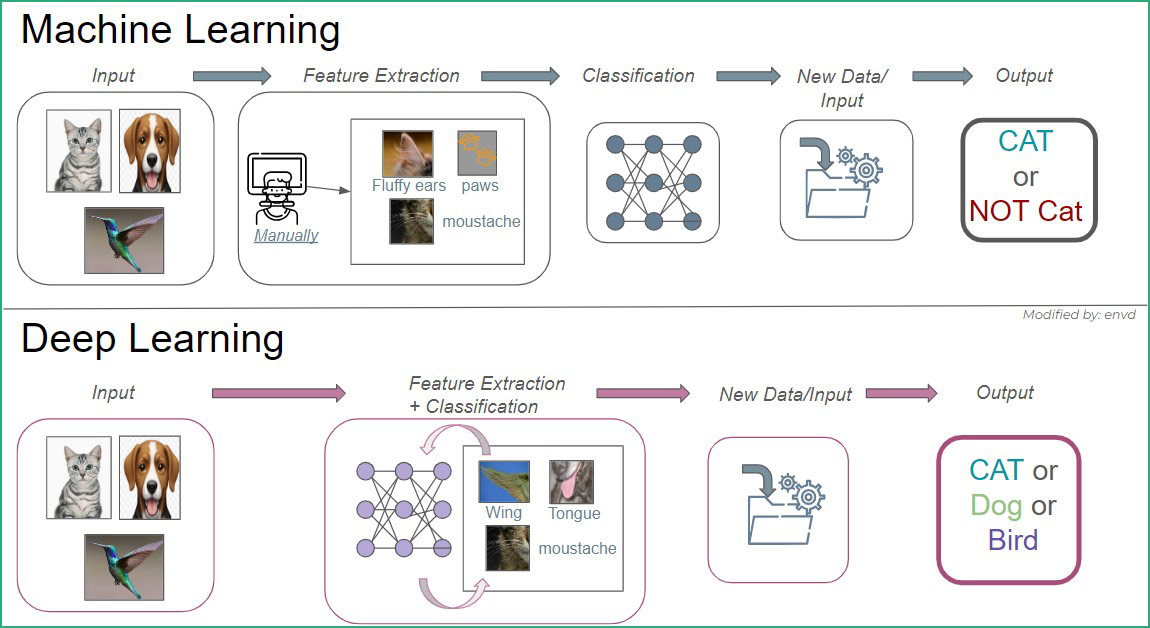 Machine Learning
Input
Feature Extraction
Classification
New Data/
Input
Output
Manually
Fluffy ears
paws
moustache
CAT
or
NOT Cat
Modified by: envd
Deep Learning
Input
Feature Extraction
+ Classification
New Data/Input
Output
Wing
Tongue
moustache
CAT or
Dog or
Bird